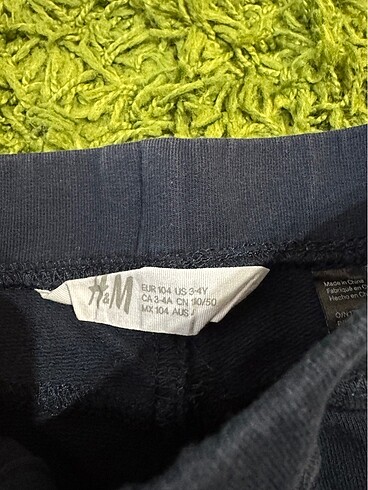 H&M
EUR 104 US 3-4Y
CA 3-4A CN 110/50
MX 104 AUS
Made in China
Fabriqué en
Hecho en Ch